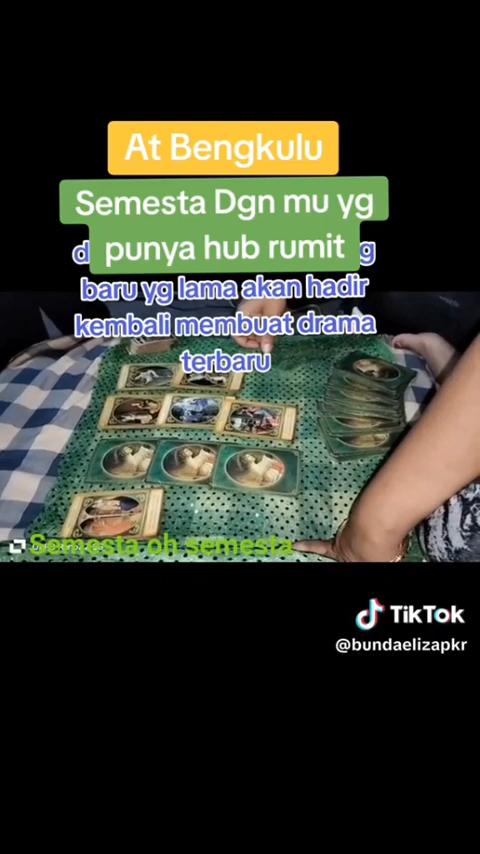 At Bengkulu
Semesta Dgn mu yg
punya hub rumit
baru yg lama akan hadir
kembali membuat drama
terbaru
Semesta oh semesta
TikTok
@bundaelizapkr